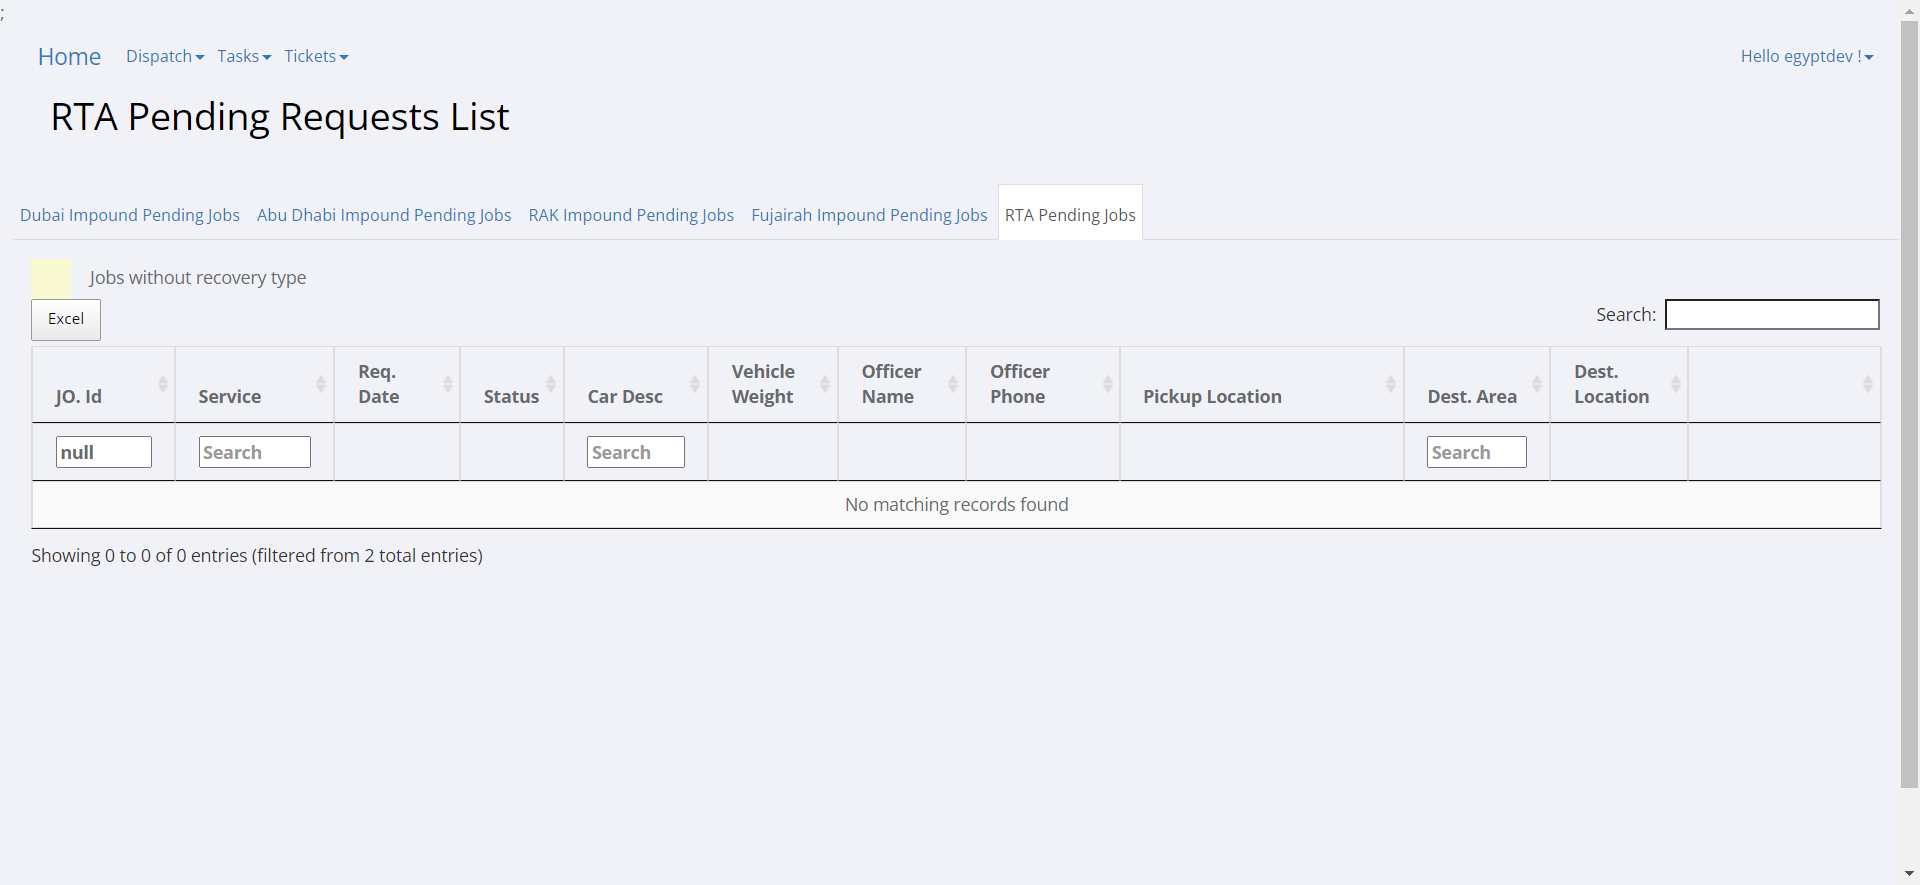 ;
Home Dispatch Tasks Tickets Hello egyptdev !
RTA Pending Requests List
Dubai Impound Pending Jobs Abu Dhabi Impound Pending Jobs RAK Impound Pending Jobs Fujairah Impound Pending Jobs RTA Pending Jobs
Jobs without recovery type
Excel Search:
JO. Id Service Req. Date Status Car Desc Vehicle Weight Officer Name Officer Phone Pickup Location Dest. Area Dest. Location
null Search Search Search
No matching records found
Showing 0 to 0 of 0 entries (filtered from 2 total entries)